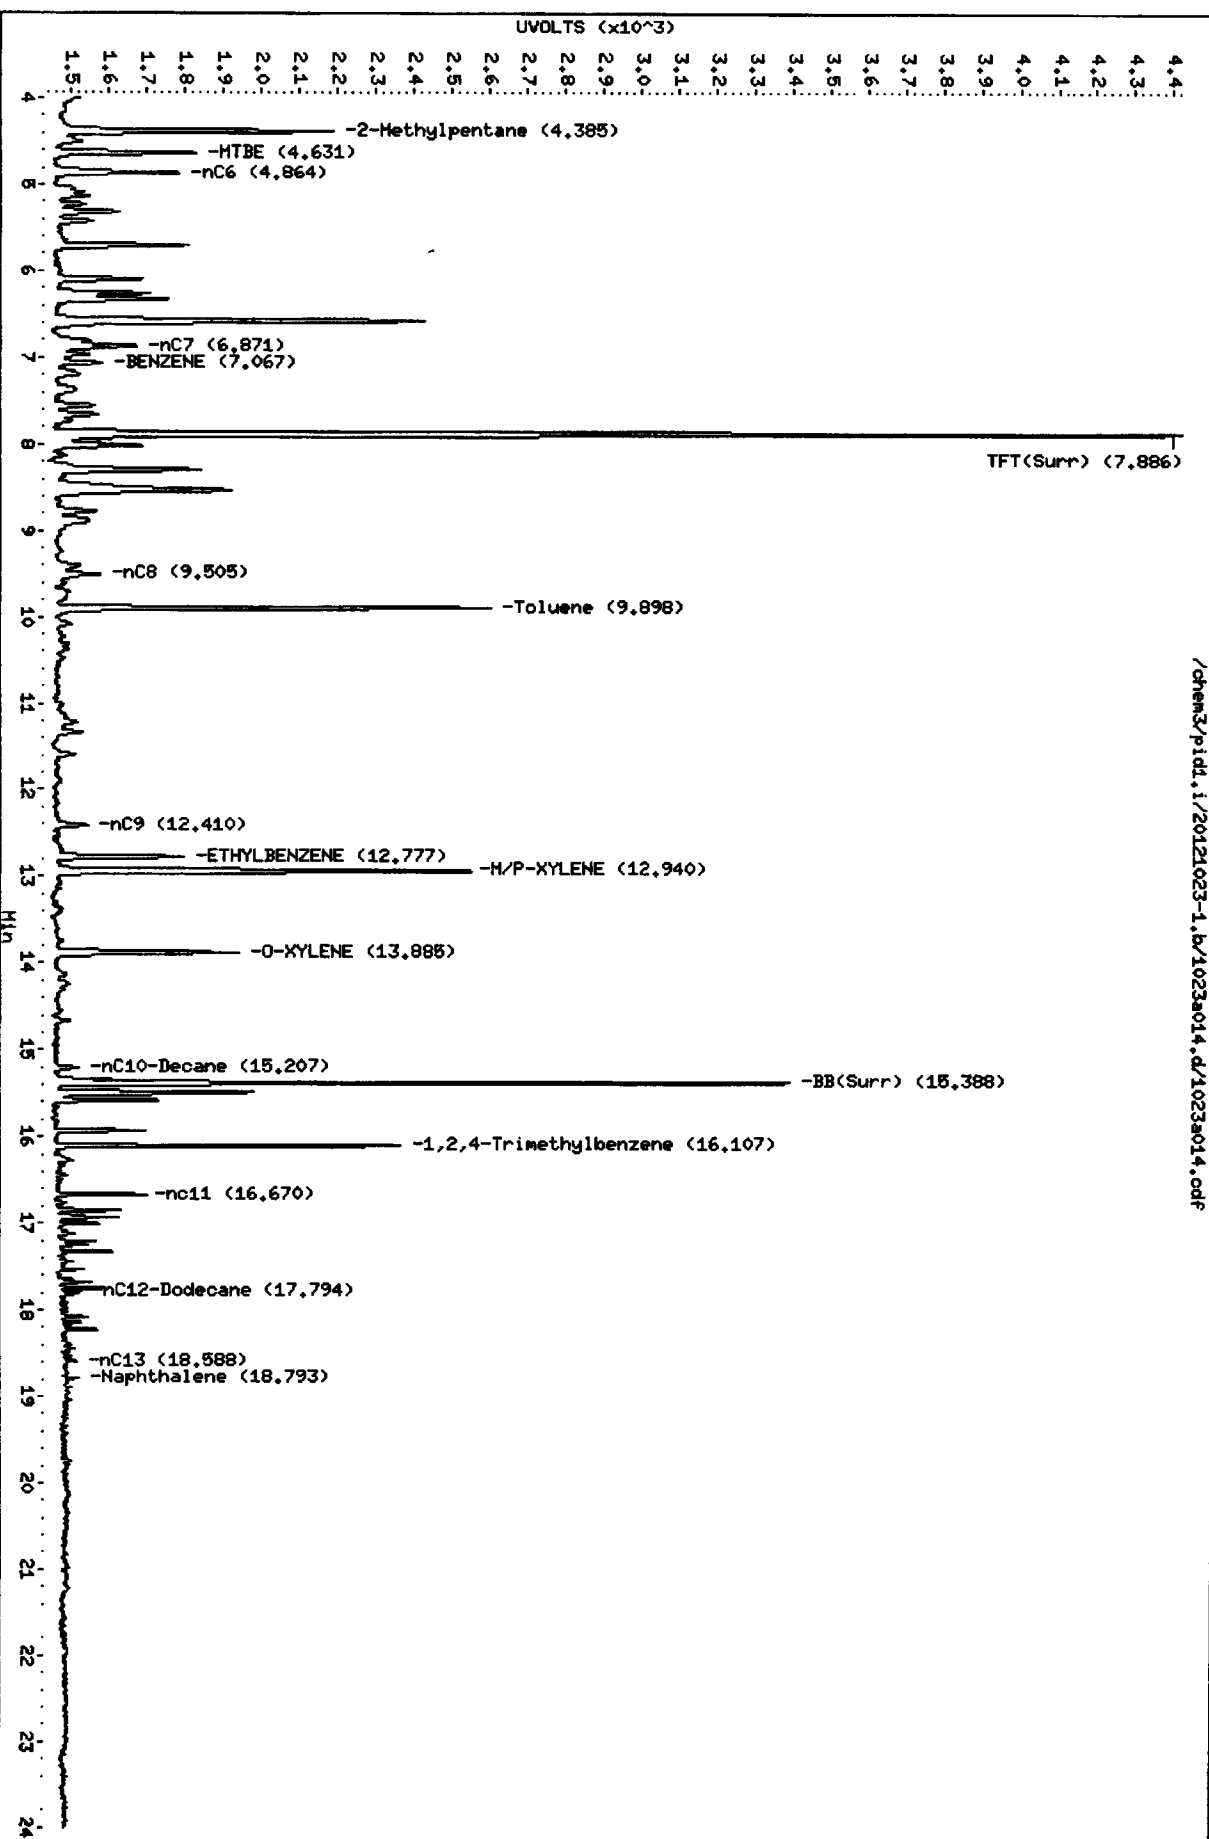 /chem3/pid1.i/20121023-1.b/1023a014.d/1023a014.cdf
UVOLTS (x10^3)
1.5
1.6
1.7
1.8
1.9
2.0
2.1
2.2
2.3
2.4
2.5
2.6
2.7
2.8
2.9
3.0
3.1
3.2
3.3
3.4
3.5
3.6
3.7
3.8
3.9
4.0
4.1
4.2
4.3
4.4
-2-Methylpentane (4.385)
-MTBE (4.631)
-nC6 (4.864)
-nC7 (6.871)
-BENZENE (7.067)
TFT(Surr) (7.886)
-nC8 (9.505)
-Toluene (9.898)
-nC9 (12.410)
-ETHYLBENZENE (12.777)
-M/P-XYLENE (12.940)
-O-XYLENE (13.885)
-nC10-Decane (15.207)
-BB(Surr) (15.388)
-1,2,4-Trimethylbenzene (16.107)
-nc11 (16.670)
nC12-Dodecane (17.794)
-nC13 (18.588)
-Naphthalene (18.793)
4
5
6
7
8
9
10
11
12
13
14
15
16
17
18
19
20
21
22
23
24
Min